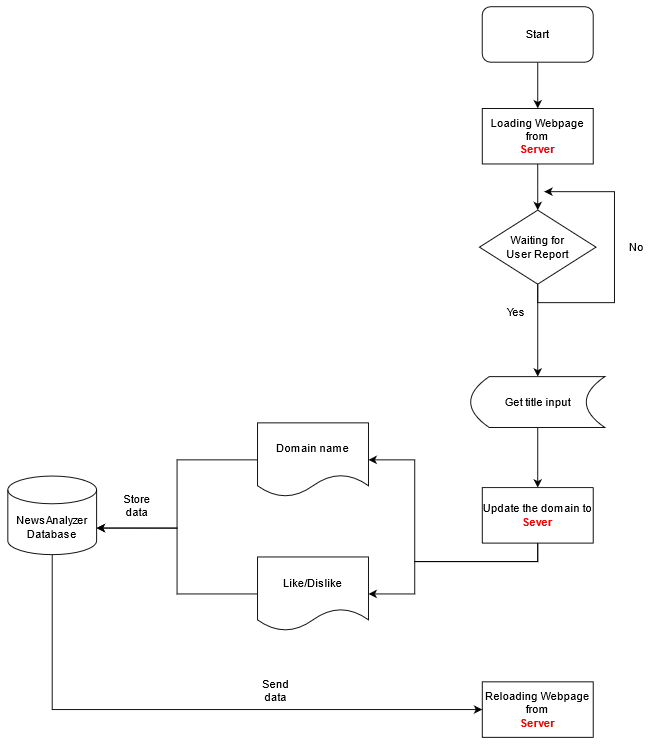 Start
Loading Webpage
from
Server
Waiting for
User Report
No
Yes
Get title input
Domain name
Store
data
NewsAnalyzer
Database
Update the domain to
Sever
Like/Dislike
Send
data
Reloading Webpage
from
Server